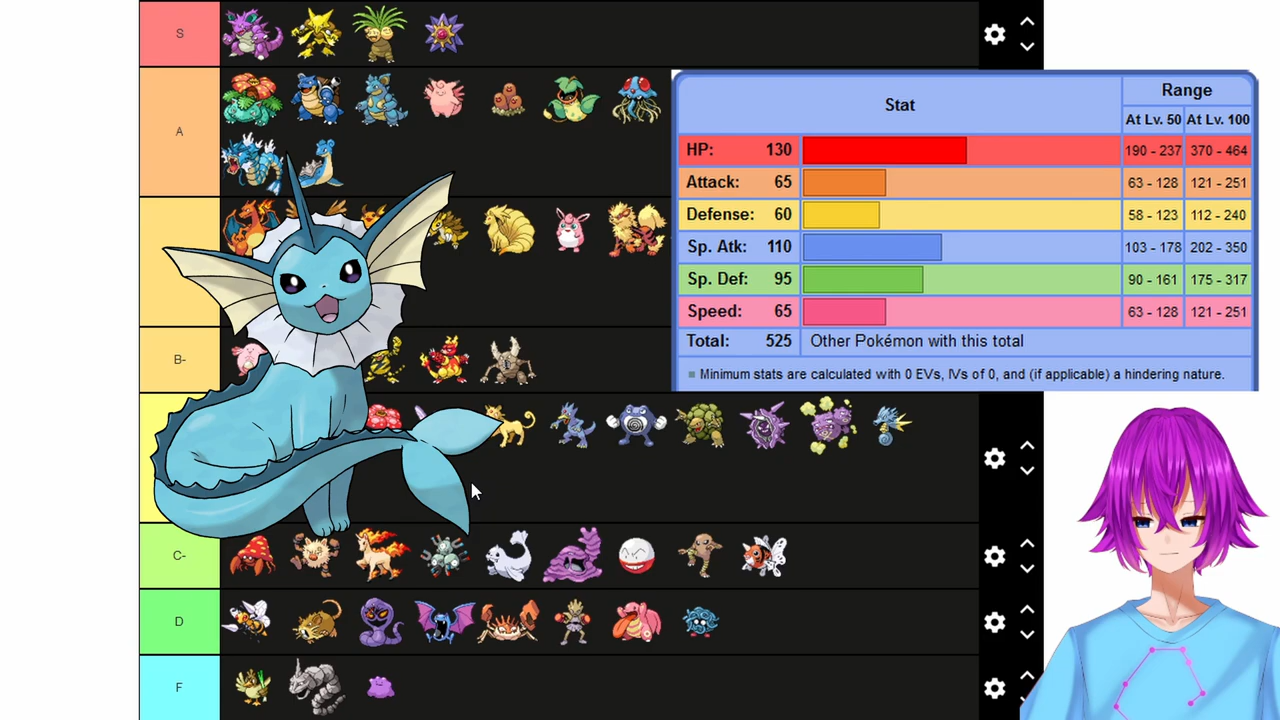 S
A
B-
C-
D
F
Stat
Range
At Lv. 50 At Lv. 100
HP: 130 190 - 237 370 - 464
Attack: 65 63 - 128 121 - 251
Defense: 60 58 - 123 112 - 240
Sp. Atk: 110 103 - 178 202 - 350
Sp. Def: 95 90 - 161 175 - 317
Speed: 65 63 - 128 121 - 251
Total: 525 Other Pokémon with this total
Minimum stats are calculated with 0 EVs, IVs of 0, and (if applicable) a hindering nature.